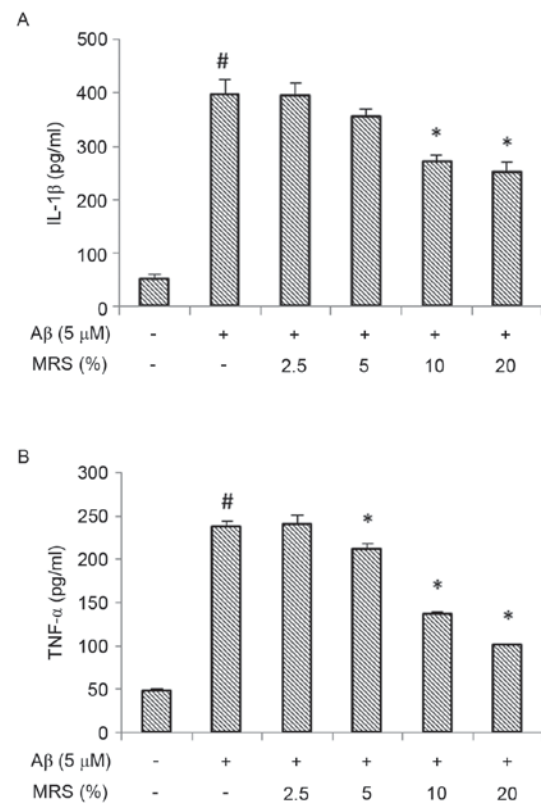 A
500
400
300
200
100
0
IL-1β (pg/ml)
#
*
*
Aβ (5 μM) - + + + + +
MRS (%) - - 2.5 5 10 20
B
300
250
200
150
100
50
0
TNF-α (pg/ml)
#
*
*
*
Aβ (5 μM) - + + + + +
MRS (%) - - 2.5 5 10 20